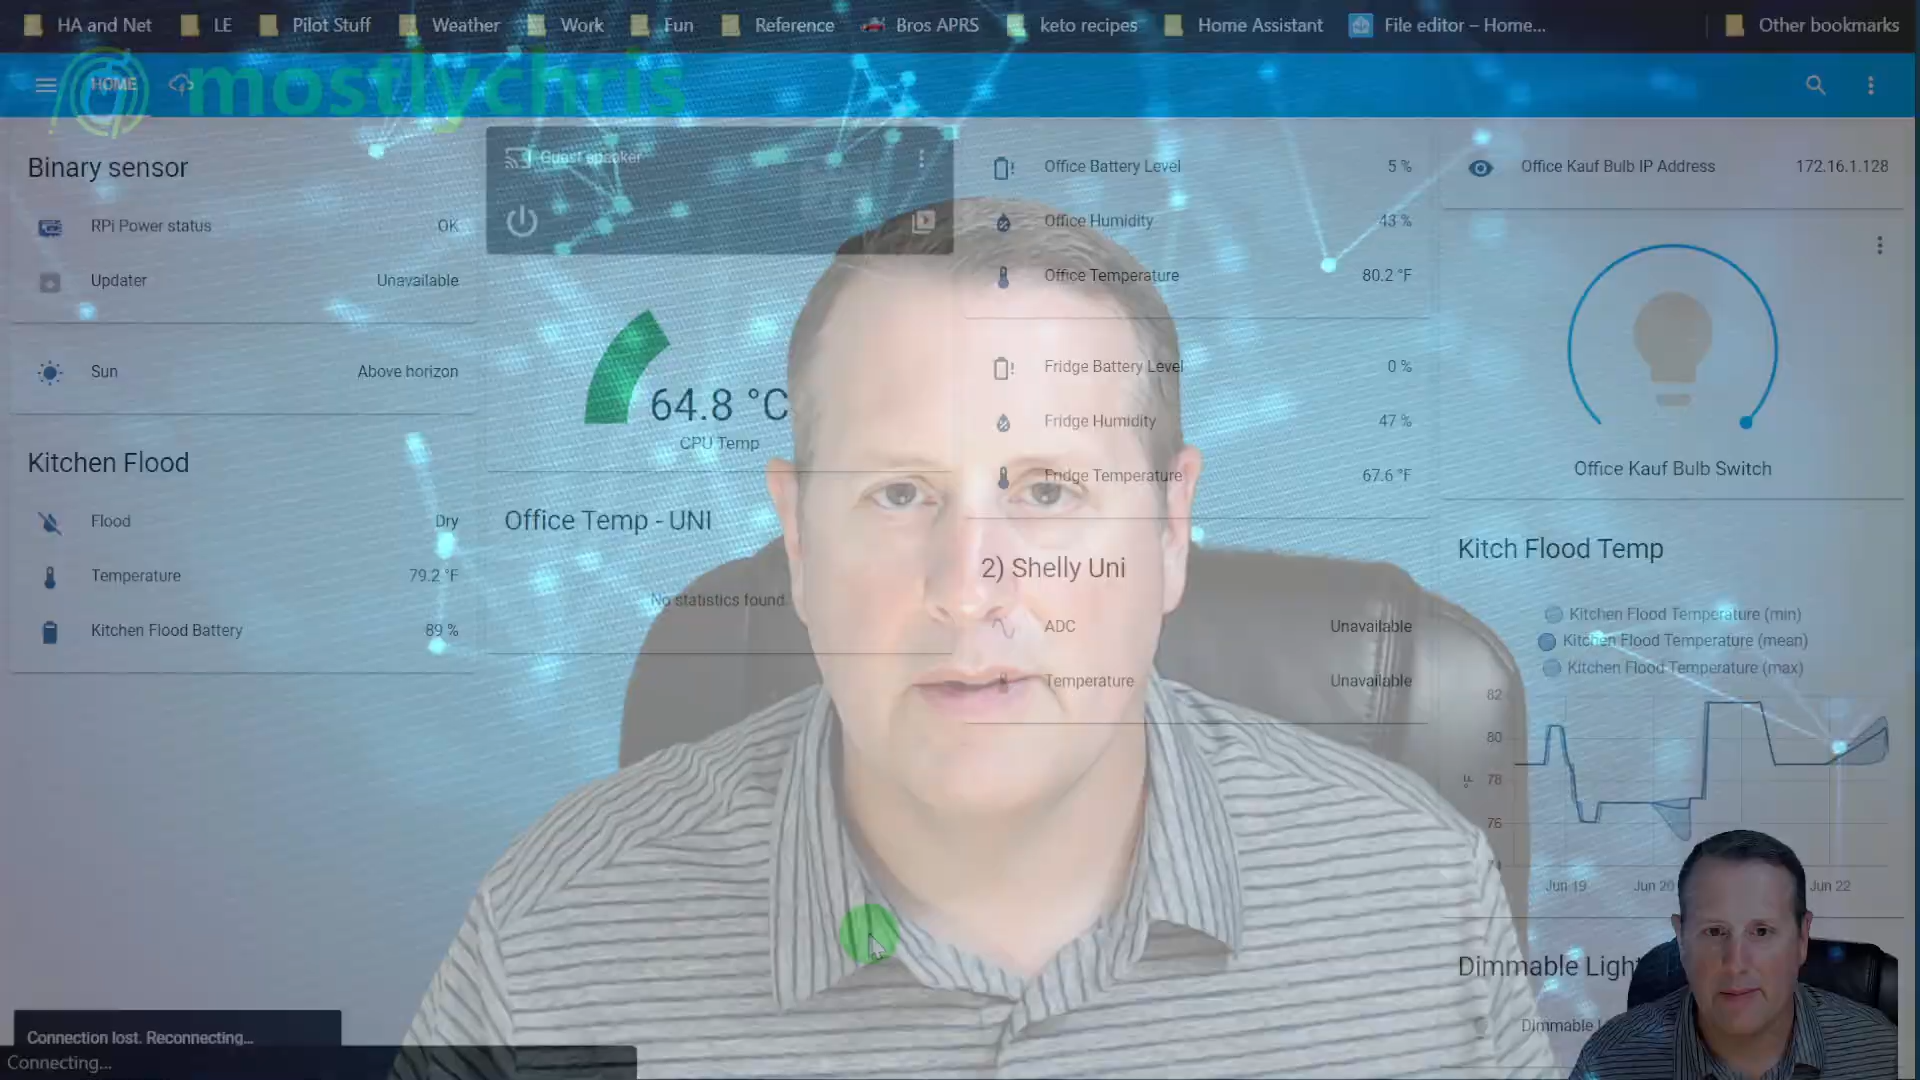 HA and Net LE Pilot Stuff Weather Work Fun Reference Bros APRS keto recipes Home Assistant File editor – Home... Other bookmarks
HOME
mostlychris
Binary sensor
RPi Power status OK
Updater Unavailable
Sun Above horizon
Kitchen Flood
Flood Dry
Temperature 79.2 °F
Kitchen Flood Battery 89 %
Guest speaker
64.8 °C
CPU Temp
Office Temp - UNI
No statistics found.
Office Battery Level 5 %
Office Humidity 43 %
Office Temperature 80.2 °F
Fridge Battery Level 0 %
Fridge Humidity 47 %
Fridge Temperature 67.6 °F
2) Shelly Uni
ADC Unavailable
Temperature Unavailable
Office Kauf Bulb IP Address 172.16.1.128
Office Kauf Bulb Switch
Kitch Flood Temp
Kitchen Flood Temperature (min)
Kitchen Flood Temperature (mean)
Kitchen Flood Temperature (max)
82
80
°F
78
76
74
Jun 19 Jun 20 Jun 22
Dimmable Light
Dimmable
Connection lost. Reconnecting...
Connecting...